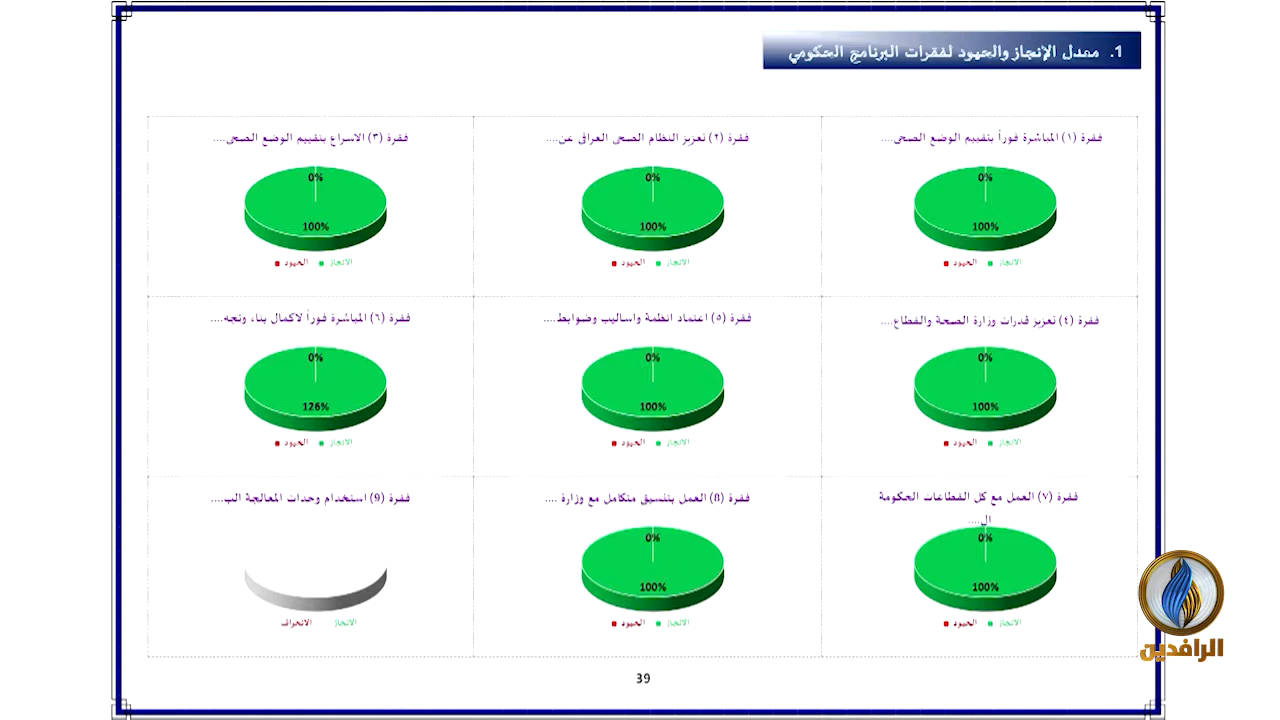 1. معدل الإنجاز والحيود لفقرات البرنامج الحكومي
فقرة (١) المباشرة فوراً بتقييم الوضع الصحي....
0%
100%
الانجاز الحيود
فقرة (٢) تعزيز النظام الصحي العراقي عن....
0%
100%
الانجاز الحيود
فقرة (٣) الاسراع بتقييم الوضع الصحي....
0%
100%
الانجاز الحيود
فقرة (٤) تعزيز قدرات وزارة الصحة والقطاع....
0%
100%
الانجاز الحيود
فقرة (٥) اعتماد انظمة واساليب وضوابط....
0%
100%
الانجاز الحيود
فقرة (٦) المباشرة فوراً لاكمال بناء وتجه....
0%
126%
الانجاز الحيود
فقرة (٧) العمل مع كل القطاعات الحكومة
ال....
0%
100%
الانجاز الحيود
فقرة (8) العمل بتنسيق متكامل مع وزارة ....
0%
100%
الانجاز الحيود
فقرة (9) استخدام وحدات المعالجة الب....
الانجاز الانحراف
39
الرافدين